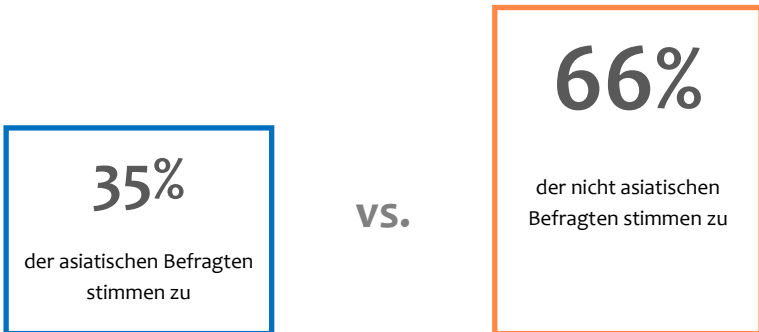 35%
der asiatischen Befragten
stimmen zu
vs.
66%
der nicht asiatischen
Befragten stimmen zu